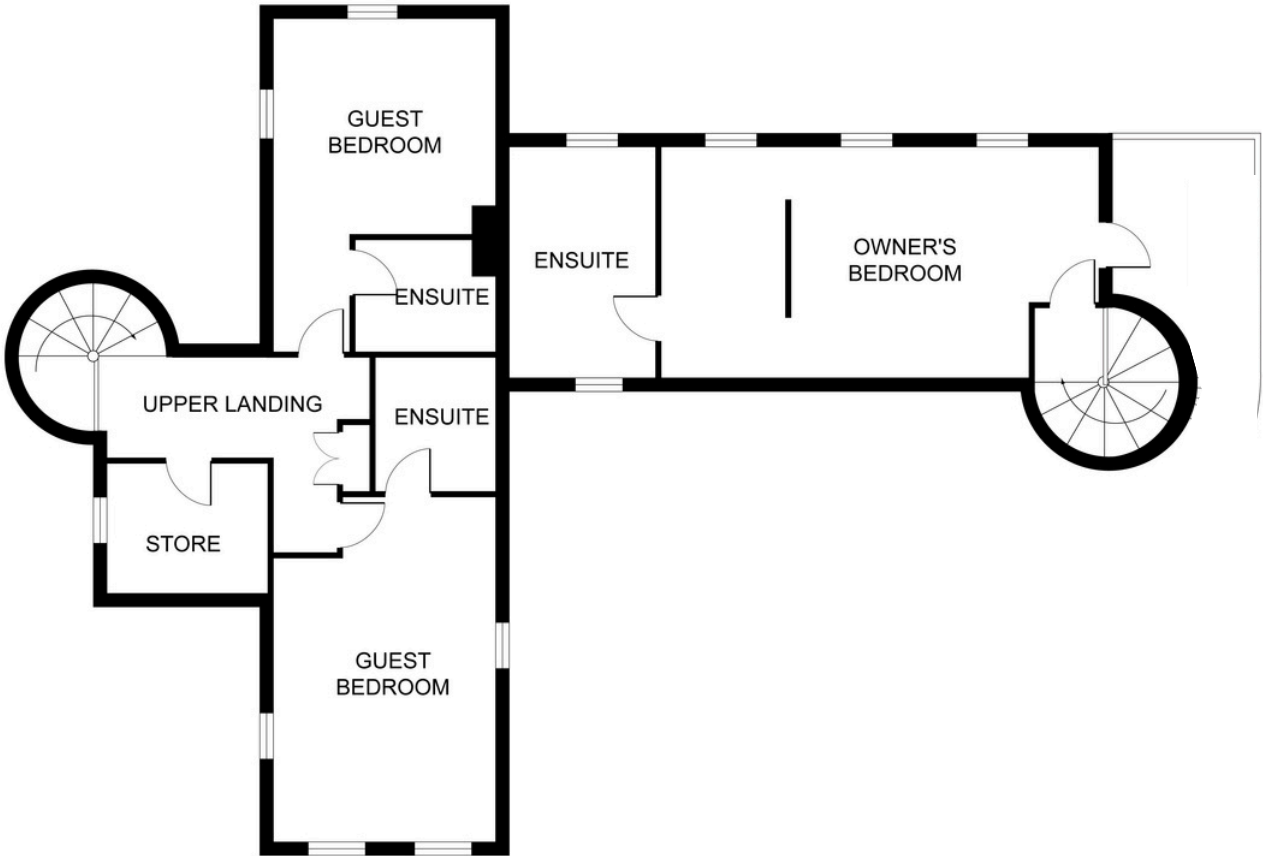 GUEST
BEDROOM
ENSUITE
OWNER'S
BEDROOM
ENSUITE
UPPER LANDING
ENSUITE
STORE
GUEST
BEDROOM